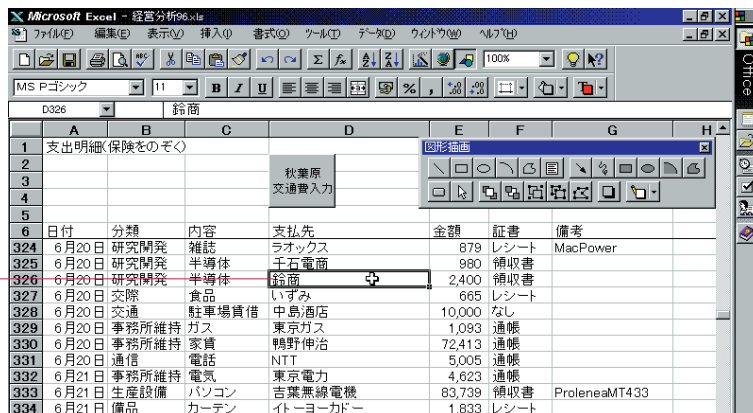 Microsoft Excel - 経営分析96.xls
ファイル(F) 編集(E) 表示(V) 挿入(I) 書式(O) ツール(T) データ(D) ウィンドウ(W) ヘルプ(H)
100%
MS Pゴシック 11 B I U
D326 鈴商
A B C D E F G H
1 支出明細(保険をのぞく)
図形描画
2
秋葉原
3
交通費入力
4
5
6 日付 分類 内容 支払先 金額 証書 備考
324 6月20日 研究開発 雑誌 ラオックス 879 レシート MacPower
325 6月20日 研究開発 半導体 千石電商 980 領収書
326 6月20日 研究開発 半導体 鈴商 2,400 領収書
327 6月20日 交際 食品 いずみ 665 レシート
328 6月20日 交通 駐車場賃借 中島酒店 10,000 なし
329 6月20日 事務所維持 ガス 東京ガス 1,093 通帳
330 6月20日 事務所維持 家賃 鴨野伸治 72,413 通帳
331 6月20日 通信 電話 NTT 5,005 通帳
332 6月21日 事務所維持 電気 東京電力 4,623 通帳
333 6月21日 生産設備 パソコン 吉葉無線電機 83,739 領収書 ProleneaMT433
334 6月21日 備品 カーテン イトーヨーカドー 1,833 レシート
Office